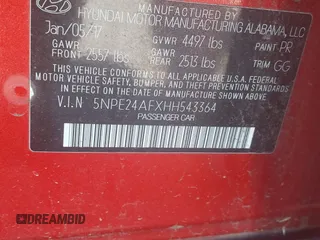 MANUFACTURED BY
HYUNDAI MOTOR MANUFACTURING ALABAMA, LLC
Jan/05/17 GVWR 4497 lbs PAINT PR
GAWR FRONT 2557 lbs GAWR REAR 2513 lbs TRIM GG
THIS VEHICLE CONFORMS TO ALL APPLICABLE FEDERAL
MOTOR VEHICLE SAFETY, BUMPER, AND THEFT PREVENTION
STANDARDS IN EFFECT ON THE DATE OF MANUFACTURE SHOWN ABOVE.
V.I.N 5NPE24AFXHH543364
PASSENGER CAR
DREAMBID